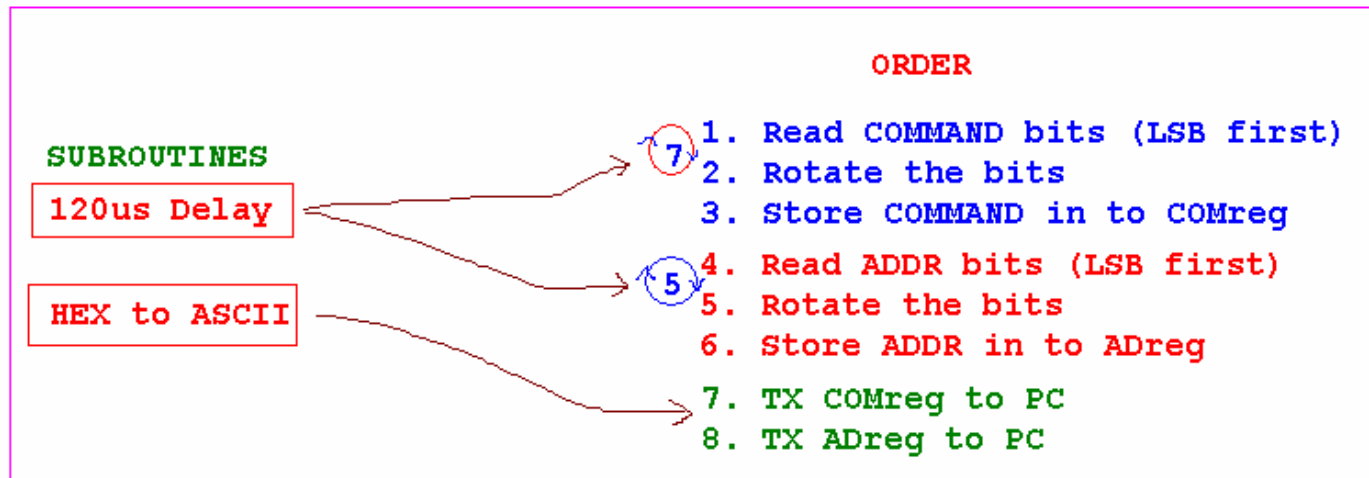 ORDER
SUBROUTINES
120us Delay
HEX to ASCII
7
1. Read COMMAND bits (LSB first)
2. Rotate the bits
3. Store COMMAND in to COMreg
5
4. Read ADDR bits (LSB first)
5. Rotate the bits
6. Store ADDR in to ADreg
7. TX COMreg to PC
8. TX ADreg to PC